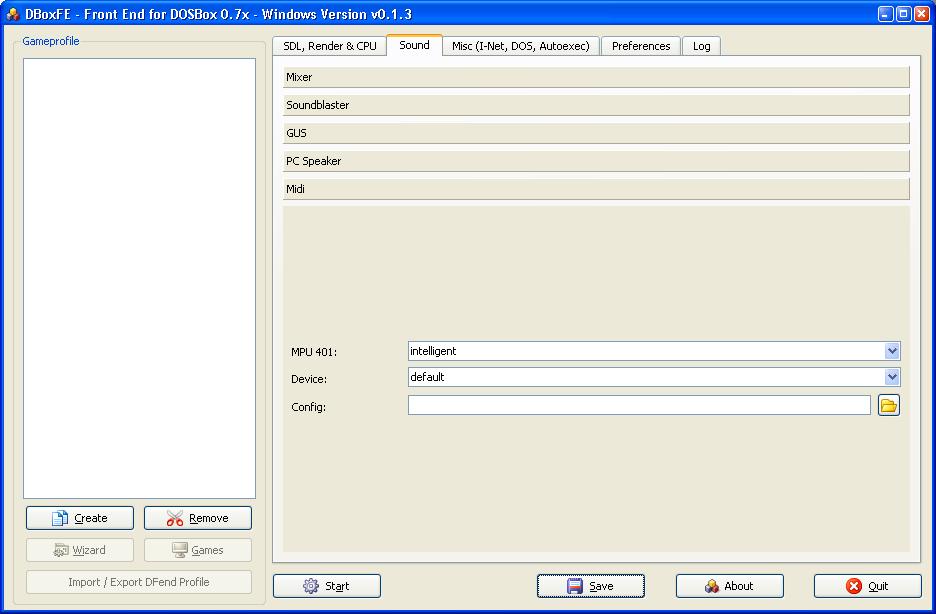 DBoxFE - Front End for DOSBox 0.7x - Windows Version v0.1.3
Gameprofile
SDL, Render & CPU
Sound
Misc (I-Net, DOS, Autoexec)
Preferences
Log
Mixer
Soundblaster
GUS
PC Speaker
Midi
MPU 401:
intelligent
Device:
default
Config:
Create
Remove
Wizard
Games
Import / Export DFend Profile
Start
Save
About
Quit